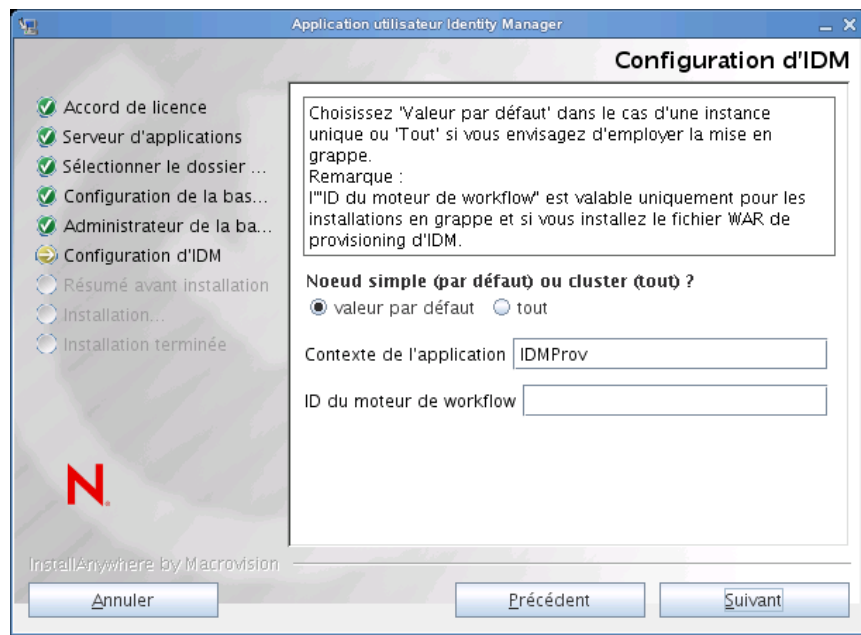 Application utilisateur Identity Manager
Configuration d'IDM
Accord de licence
Serveur d'applications
Sélectionner le dossier ...
Configuration de la bas...
Administrateur de la ba...
Configuration d'IDM
Résumé avant installation
Installation...
Installation terminée
Choisissez 'Valeur par défaut' dans le cas d'une instance
unique ou 'Tout' si vous envisagez d'employer la mise en
grappe.
Remarque :
l'"ID du moteur de workflow" est valable uniquement pour les
installations en grappe et si vous installez le fichier WAR de
provisioning d'IDM.
Noeud simple (par défaut) ou cluster (tout) ?
valeur par défaut tout
Contexte de l'application IDMProv
ID du moteur de workflow
N
InstallAnywhere by Macrovision
Annuler Précédent Suivant